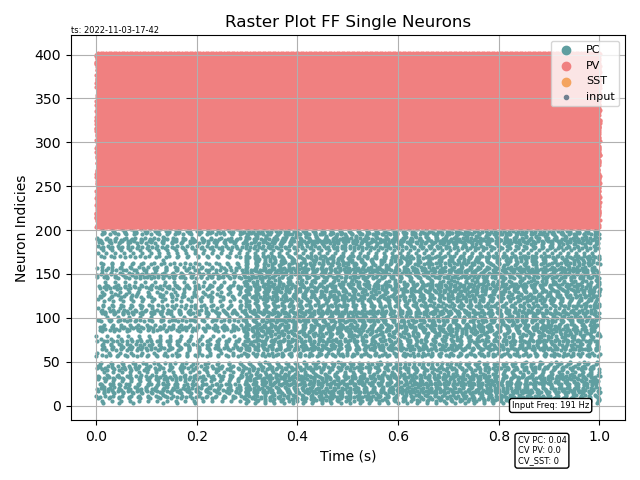 Raster Plot FF Single Neurons
ts: 2022-11-03-17-42
PC
PV
SST
input
400
350
300
250
200
150
100
50
0
Neuron Indicies
Input Freq: 191 Hz
0.0 0.2 0.4 0.6 0.8 1.0
Time (s)
CV PC: 0.04
CV PV: 0.0
CV_SST: 0